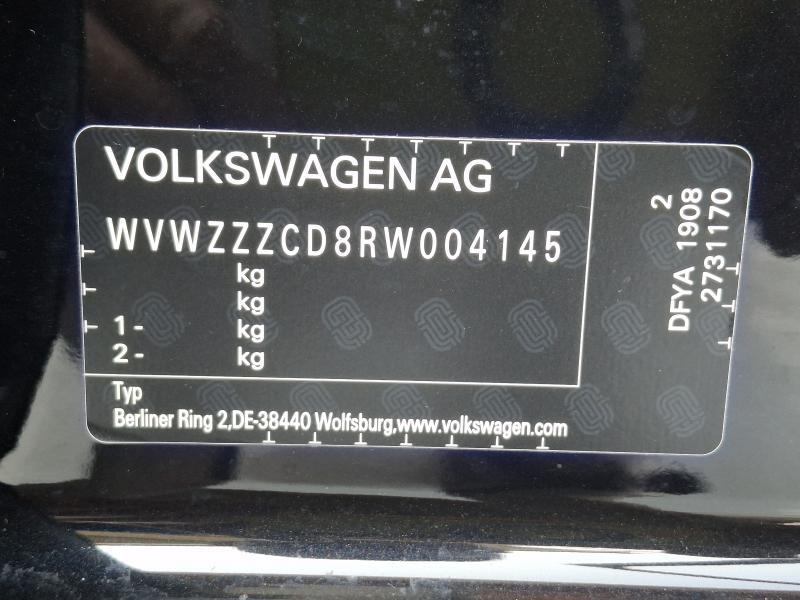 VOLKSWAGEN AG
WVWZZZCD8RW004145
kg
kg
1- kg
2- kg
Typ
Berliner Ring 2,DE-38440 Wolfsburg,www.volkswagen.com
2
DFYA 1908
2731170